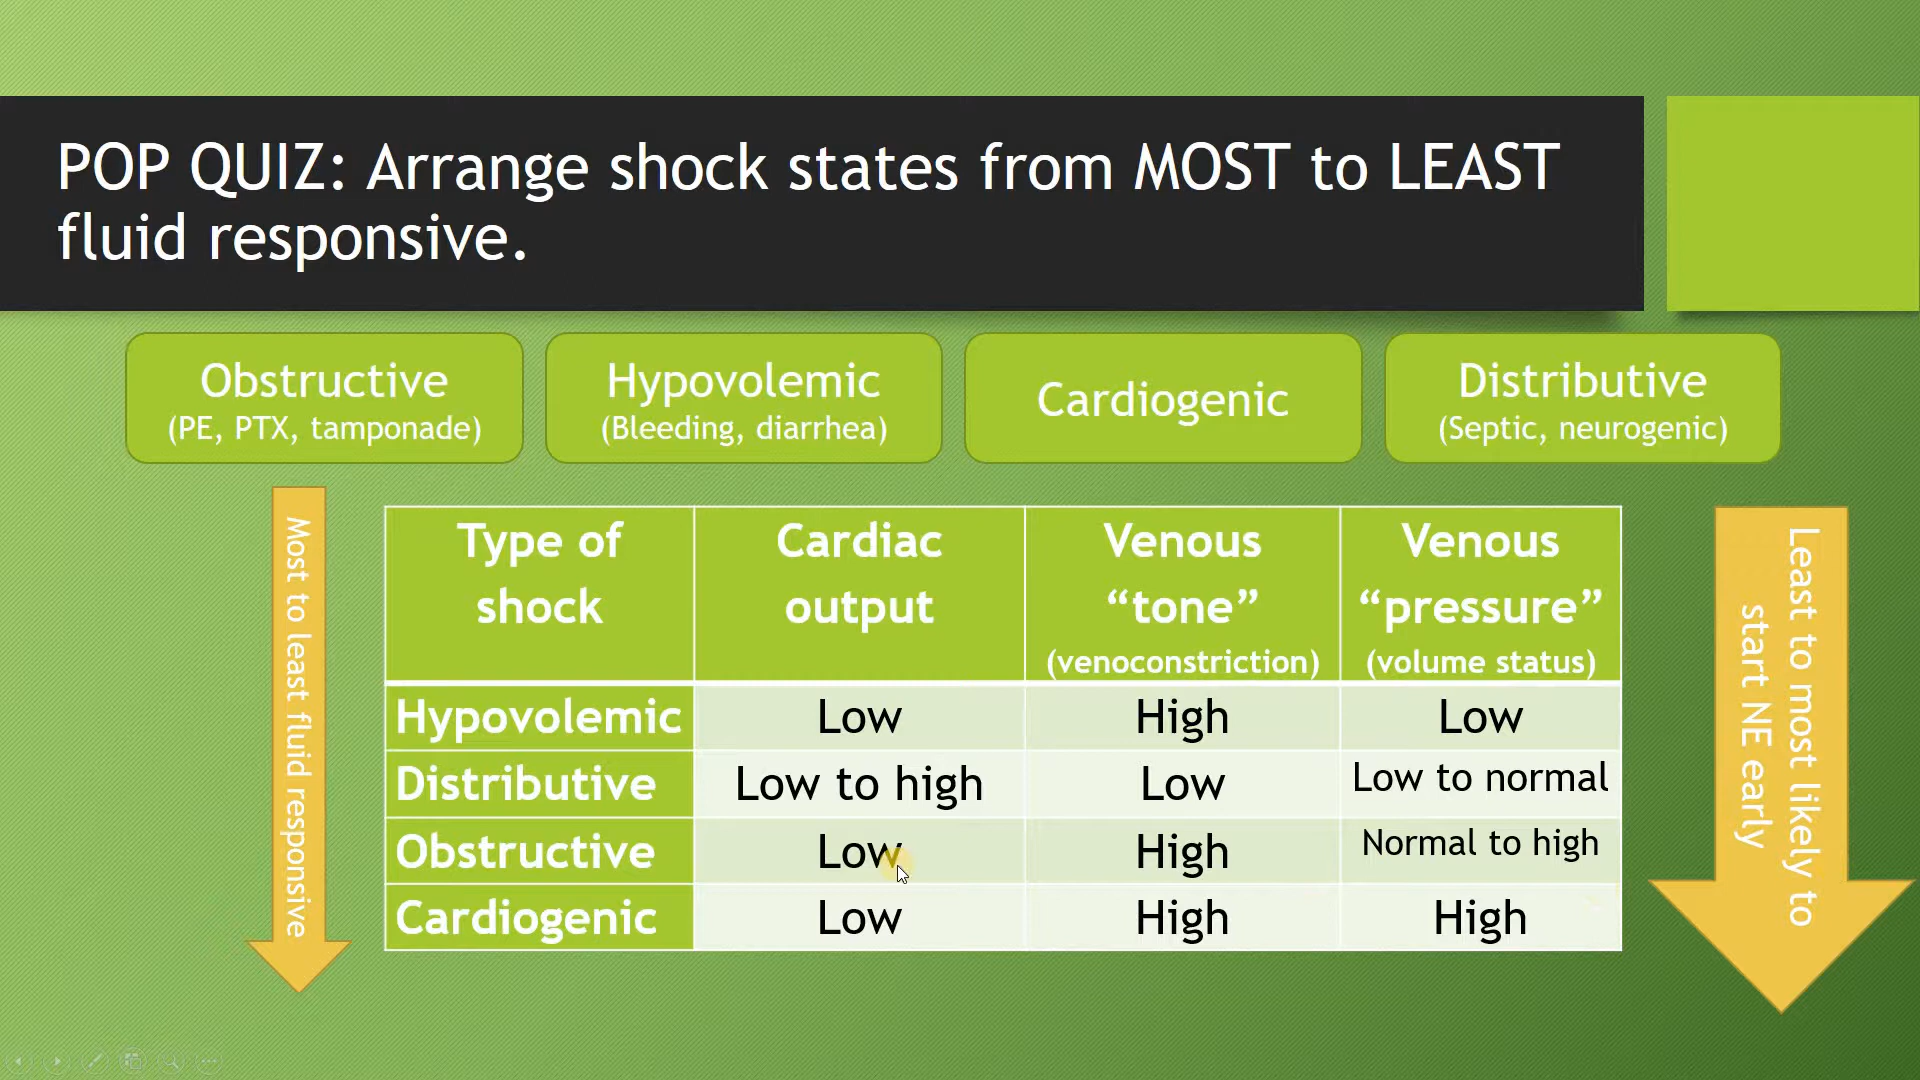 POP QUIZ: Arrange shock states from MOST to LEAST
fluid responsive.
Obstructive
(PE, PTX, tamponade)
Hypovolemic
(Bleeding, diarrhea)
Cardiogenic
Distributive
(Septic, neurogenic)
Most to least fluid responsive
Type of
shock
Cardiac
output
Venous
“tone”
(venoconstriction)
Venous
“pressure”
(volume status)
Hypovolemic
Low
High
Low
Distributive
Low to high
Low
Low to normal
Obstructive
Low
High
Normal to high
Cardiogenic
Low
High
High
Least to most likely to
start NE early